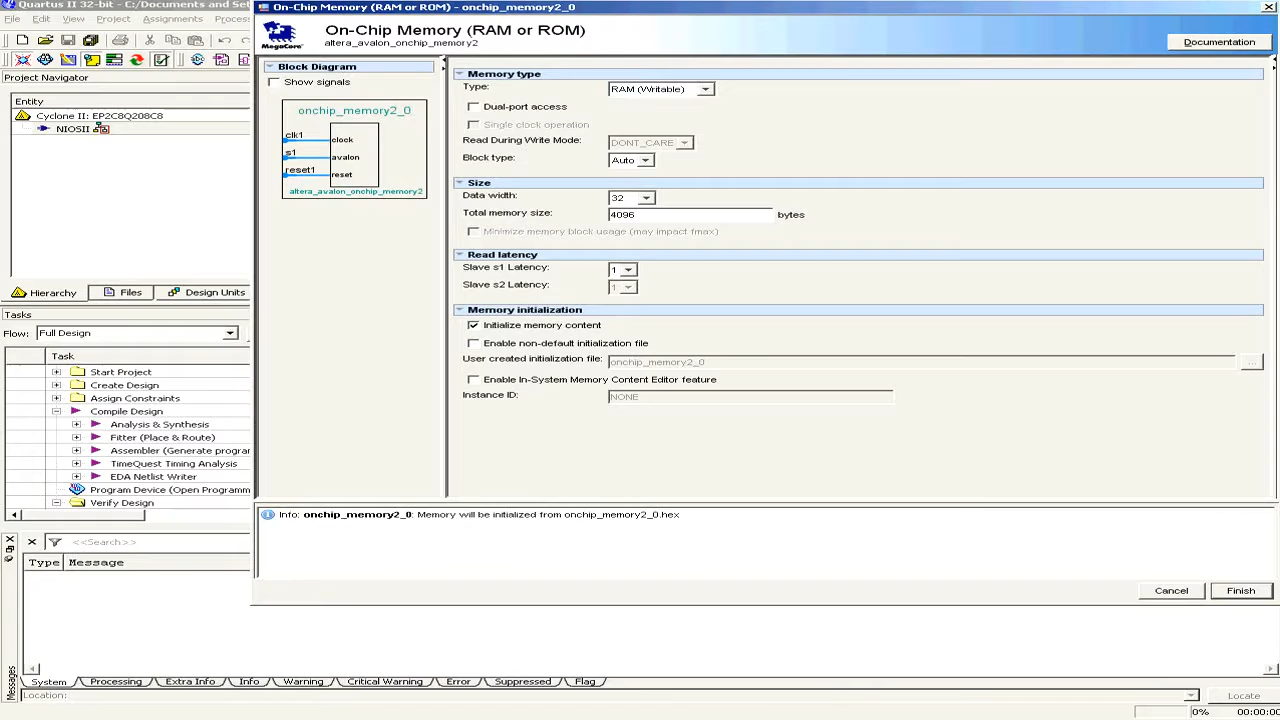 Quartus II 32-bit - C:/Documents and Setti
On-Chip Memory (RAM or ROM) - onchip_memory2_0
File Edit View Project Assignments Proces
MegaCore
On-Chip Memory (RAM or ROM)
altera_avalon_onchip_memory2
Documentation
Project Navigator
Entity
Cyclone II: EP2C8Q208C8
NIOSII
Hierarchy
Files
Design Units
Tasks
Flow:
Full Design
Task
Start Project
Create Design
Assign Constraints
Compile Design
Analysis & Synthesis
Fitter (Place & Route)
Assembler (Generate program
TimeQuest Timing Analysis
EDA Netlist Writer
Program Device (Open Programm
Verify Design
Block Diagram
Show signals
onchip_memory2_0
clk1
clock
s1
avalon
reset1
reset
altera_avalon_onchip_memory2
Memory type
Type:
RAM (Writable)
Dual-port access
Single clock operation
Read During Write Mode:
DONT_CARE
Block type:
Auto
Size
Data width:
32
Total memory size:
4096
bytes
Minimize memory block usage (may impact fmax)
Read latency
Slave s1 Latency:
1
Slave s2 Latency:
1
Memory initialization
Initialize memory content
Enable non-default initialization file
User created initialization file:
onchip_memory2_0
...
Enable In-System Memory Content Editor feature
Instance ID:
NONE
Info: onchip_memory2_0: Memory will be initialized from onchip_memory2_0.hex
Cancel
Finish
<<Search>>
Type
Message
Messages
System
Processing
Extra Info
Info
Warning
Critical Warning
Error
Suppressed
Flag
Location:
Locate
0%
00:00:00